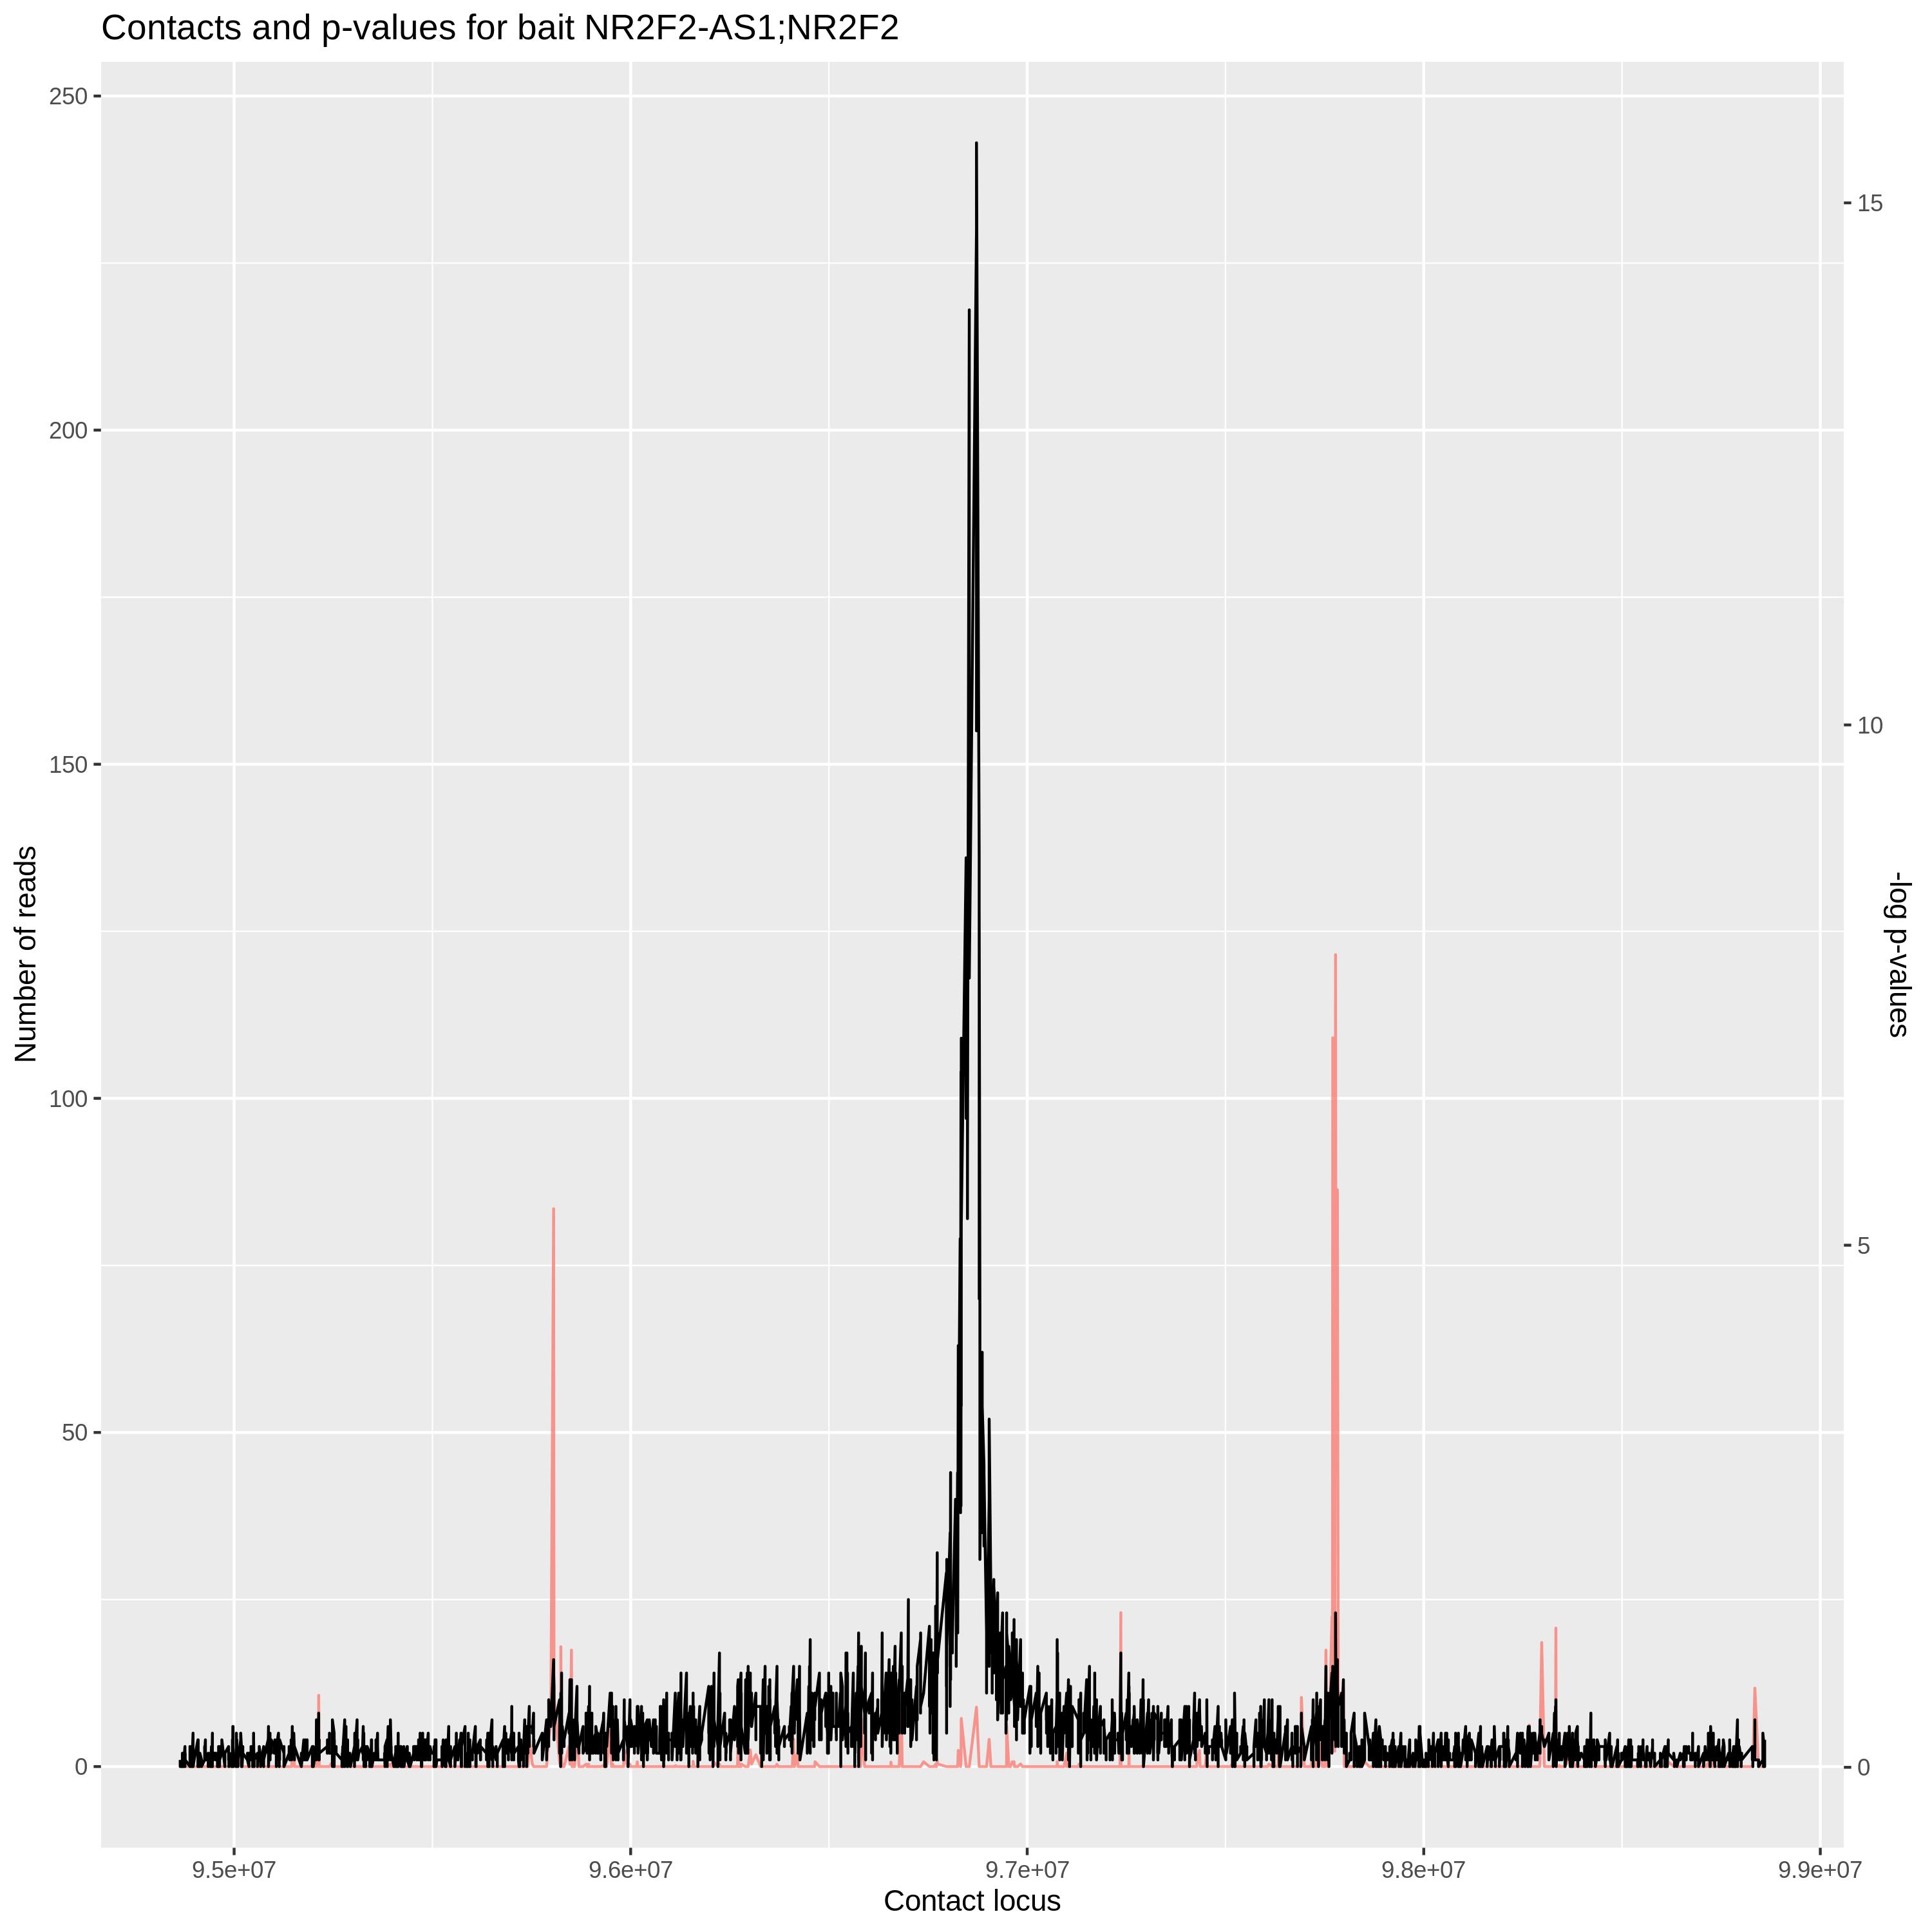 Contacts and p-values for bait NR2F2-AS1;NR2F2
250
200
150
100
50
0
Number of reads
15
10
5
0
-log p-values
9.5e+07
9.6e+07
9.7e+07
9.8e+07
9.9e+07
Contact locus